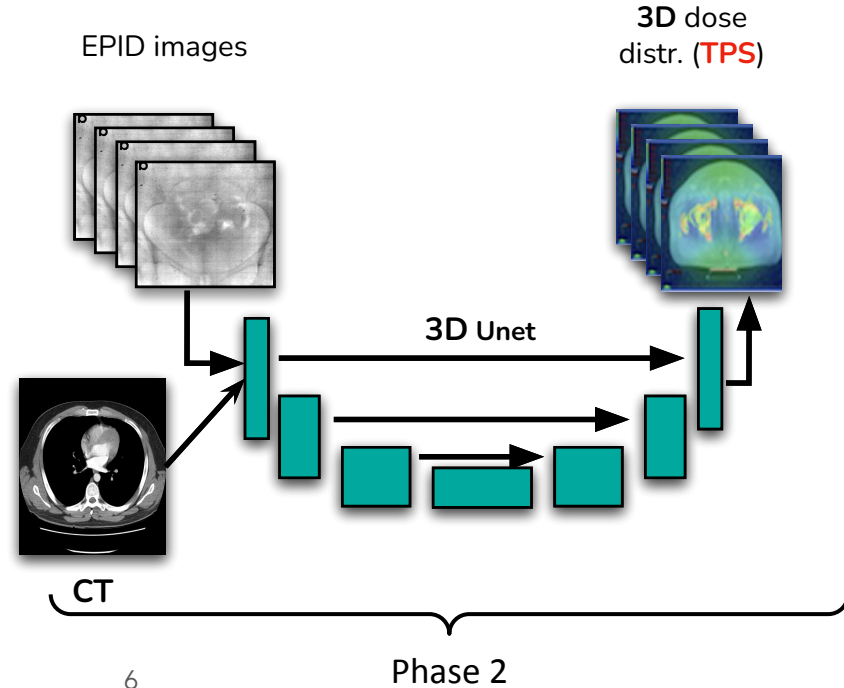 EPID images
3D dose
distr. (TPS)
3D Unet
CT
Phase 2
6